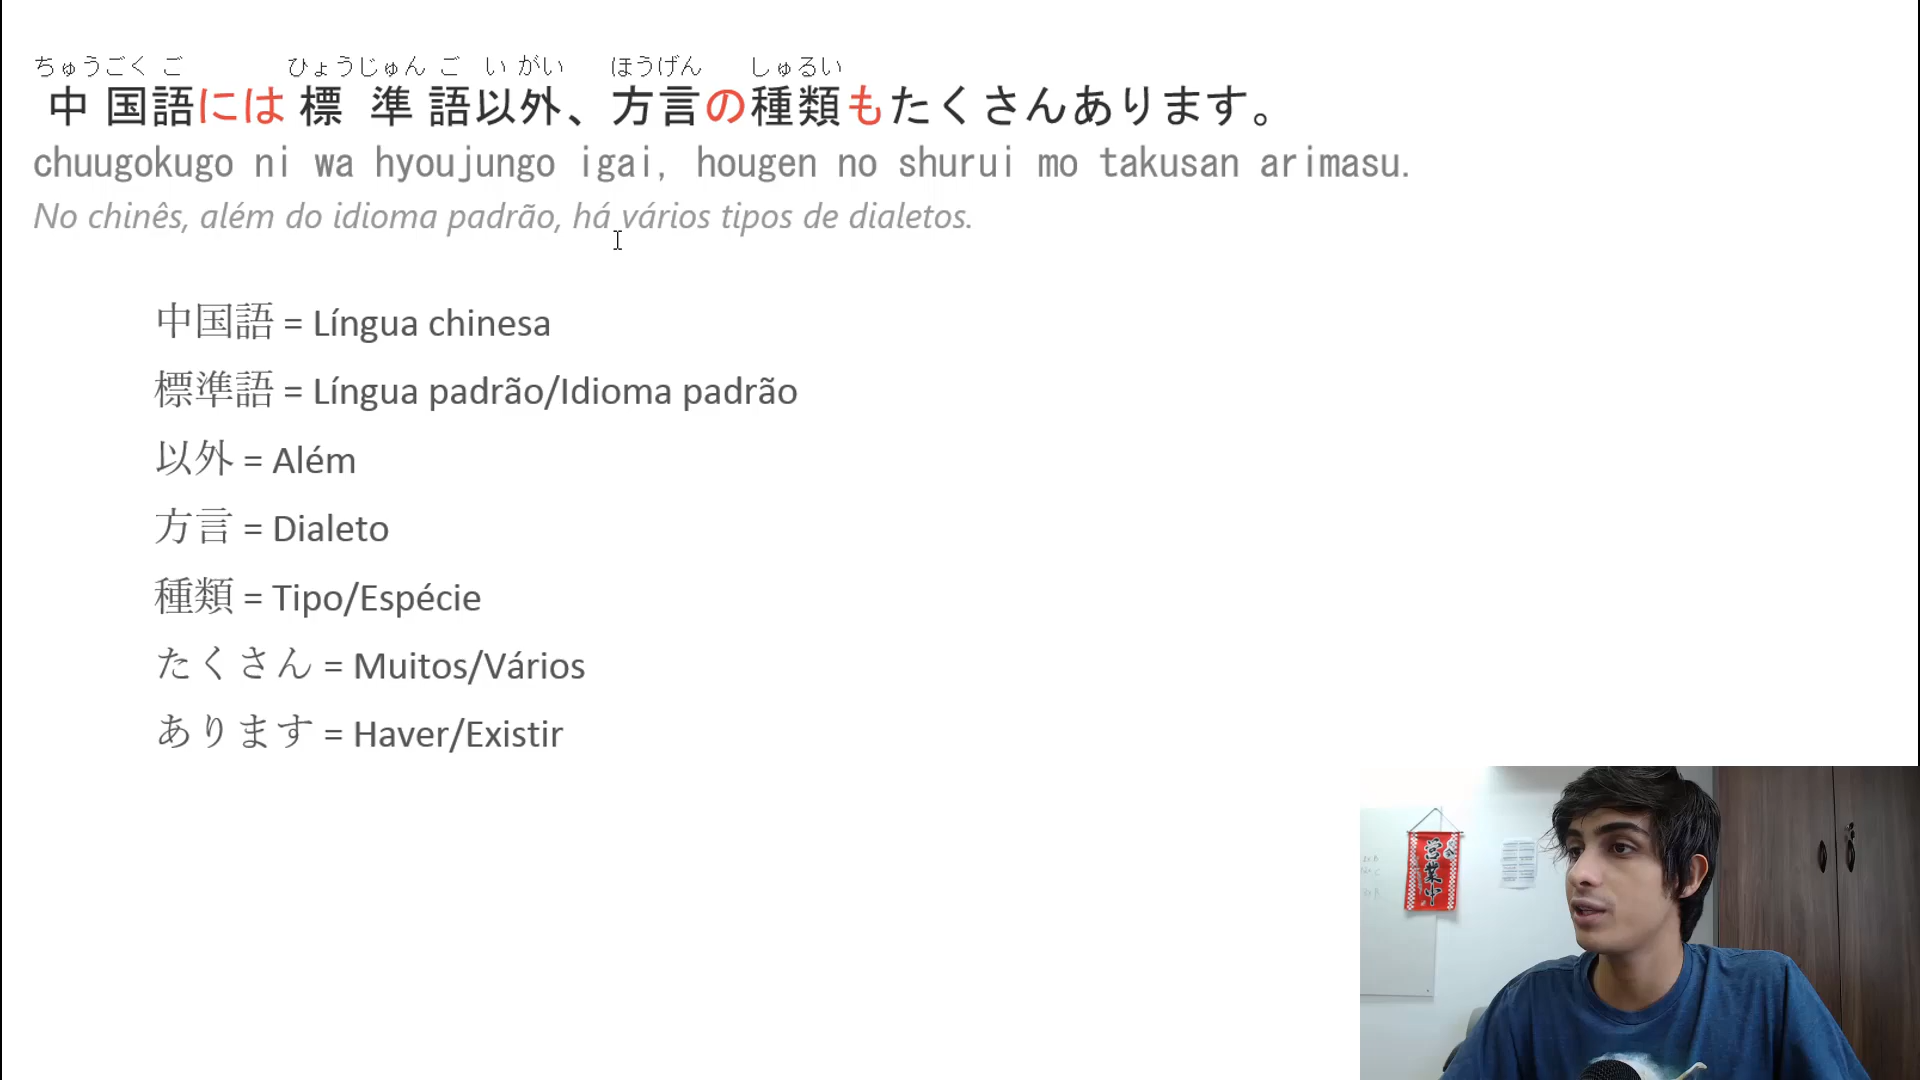 ちゅうごく ご ひょうじゅん ご い がい ほうげん しゅるい
中国語には標準語以外、方言の種類もたくさんあります。
chuugokugo ni wa hyoujungo igai, hougen no shurui mo takusan arimasu.
No chinês, além do idioma padrão, há vários tipos de dialetos.
中国語 = Língua chinesa
標準語 = Língua padrão/Idioma padrão
以外 = Além
方言 = Dialeto
種類 = Tipo/Espécie
たくさん = Muitos/Vários
あります = Haver/Existir
営業中